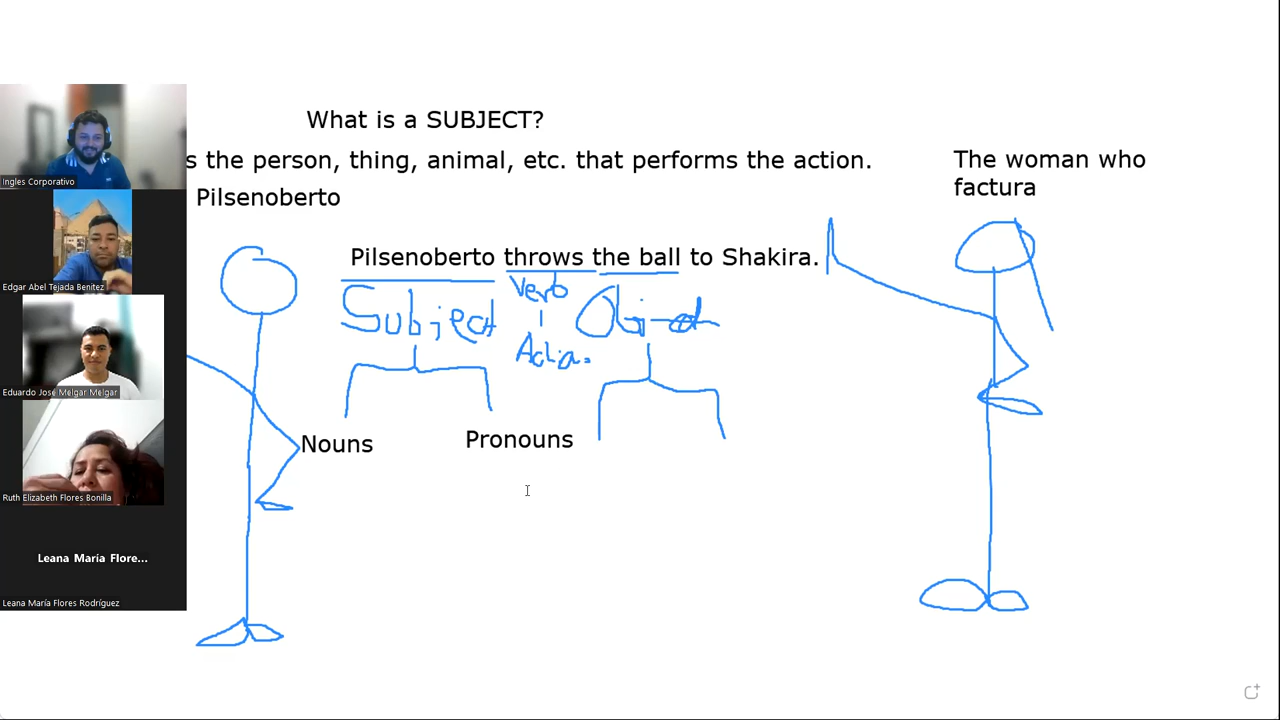 What is a SUBJECT?
s the person, thing, animal, etc. that performs the action.
The woman who
factura
Pilsenoberto
Pilsenoberto throws the ball to Shakira.
Subject
Verb
Object
Nouns
Pronouns
Ingles Corporativo
Edgar Abel Tejada Benitez
Eduardo José Melgar Melgar
Ruth Elizabeth Flores Bonilla
Leana María Flore...
Leana María Flores Rodríguez